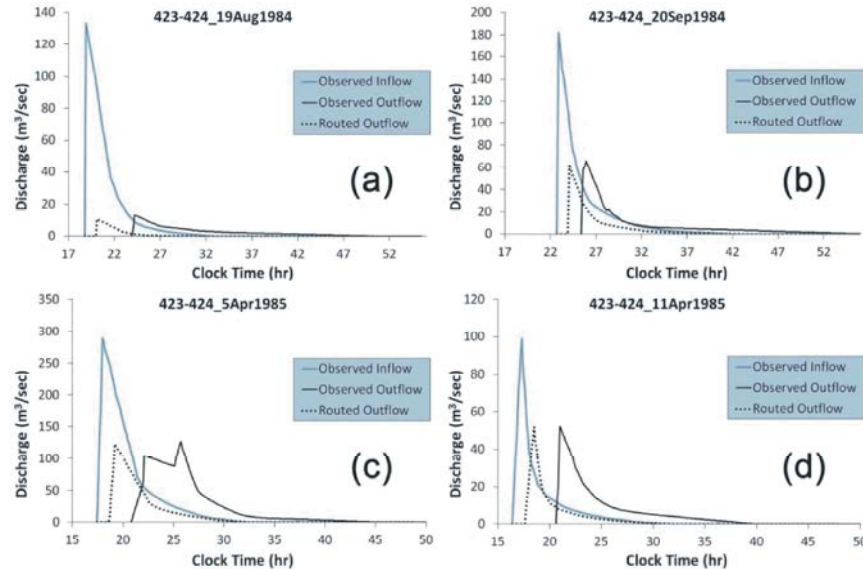 423-424_19Aug1984
Discharge (m³/sec)
140
120
100
80
60
40
20
0
17 22 27 32 37 42 47 52
Clock Time (hr)
Observed Inflow
Observed Outflow
Routed Outflow
(a)
423-424_20Sep1984
Discharge (m³/sec)
200
180
160
140
120
100
80
60
40
20
0
17 22 27 32 37 42 47 52
Clock Time (hr)
Observed Inflow
Observed Outflow
Routed Outflow
(b)
423-424_5Apr1985
Discharge (m³/sec)
350
300
250
200
150
100
50
0
15 20 25 30 35 40 45 50
Clock Time (hr)
Observed Inflow
Observed Outflow
Routed Outflow
(c)
423-424_11Apr1985
Discharge (m³/sec)
120
100
80
60
40
20
0
15 20 25 30 35 40 45 50
Clock Time (hr)
Observed Inflow
Observed Outflow
Routed Outflow
(d)